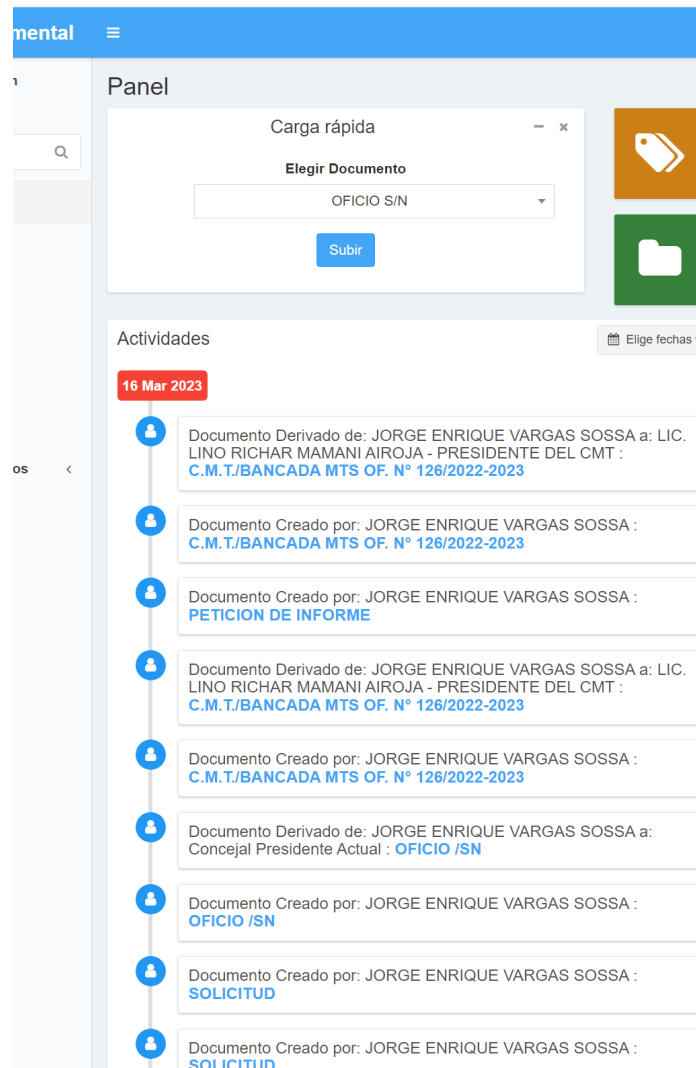 mental
Panel
Carga rápida
Elegir Documento
OFICIO S/N
Subir
os
Actividades
Elige fechas
16 Mar 2023
Documento Derivado de: JORGE ENRIQUE VARGAS SOSSA a: LIC.
LINO RICHAR MAMANI AIROJA - PRESIDENTE DEL CMT :
C.M.T./BANCADA MTS OF. N° 126/2022-2023
Documento Creado por: JORGE ENRIQUE VARGAS SOSSA :
C.M.T./BANCADA MTS OF. N° 126/2022-2023
Documento Creado por: JORGE ENRIQUE VARGAS SOSSA :
PETICION DE INFORME
Documento Derivado de: JORGE ENRIQUE VARGAS SOSSA a: LIC.
LINO RICHAR MAMANI AIROJA - PRESIDENTE DEL CMT :
C.M.T./BANCADA MTS OF. N° 126/2022-2023
Documento Creado por: JORGE ENRIQUE VARGAS SOSSA :
C.M.T./BANCADA MTS OF. N° 126/2022-2023
Documento Derivado de: JORGE ENRIQUE VARGAS SOSSA a:
Concejal Presidente Actual : OFICIO /SN
Documento Creado por: JORGE ENRIQUE VARGAS SOSSA :
OFICIO /SN
Documento Creado por: JORGE ENRIQUE VARGAS SOSSA :
SOLICITUD
Documento Creado por: JORGE ENRIQUE VARGAS SOSSA :
SOLICITUD